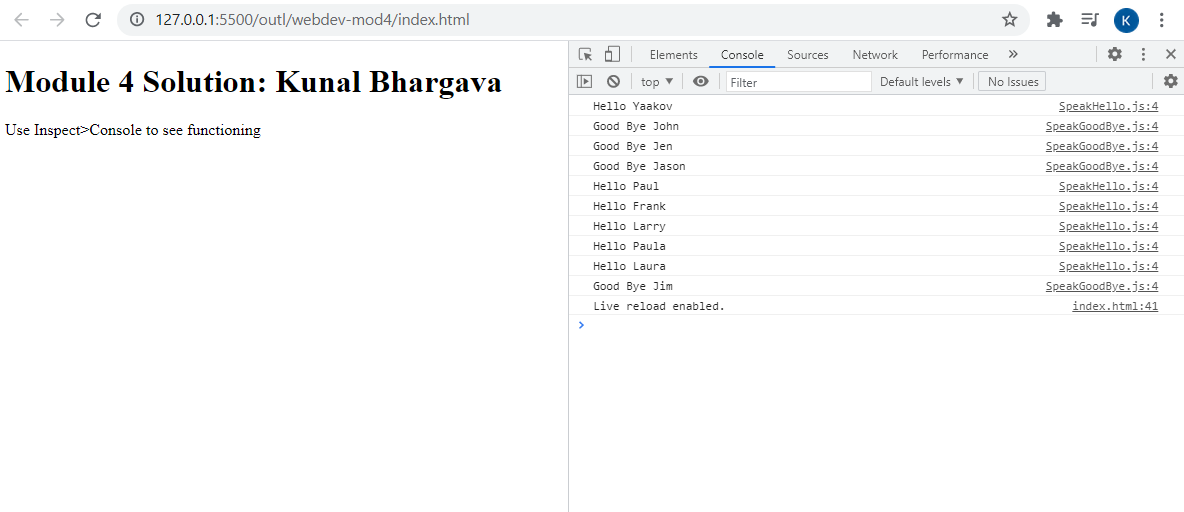 127.0.0.1:5500/outl/webdev-mod4/index.html
K
Module 4 Solution: Kunal Bhargava
Use Inspect>Console to see functioning
Elements Console Sources Network Performance »
top ▼ Filter Default levels ▼ No Issues
Hello Yaakov SpeakHello.js:4
Good Bye John SpeakGoodBye.js:4
Good Bye Jen SpeakGoodBye.js:4
Good Bye Jason SpeakGoodBye.js:4
Hello Paul SpeakHello.js:4
Hello Frank SpeakHello.js:4
Hello Larry SpeakHello.js:4
Hello Paula SpeakHello.js:4
Hello Laura SpeakHello.js:4
Good Bye Jim SpeakGoodBye.js:4
Live reload enabled. index.html:41
>